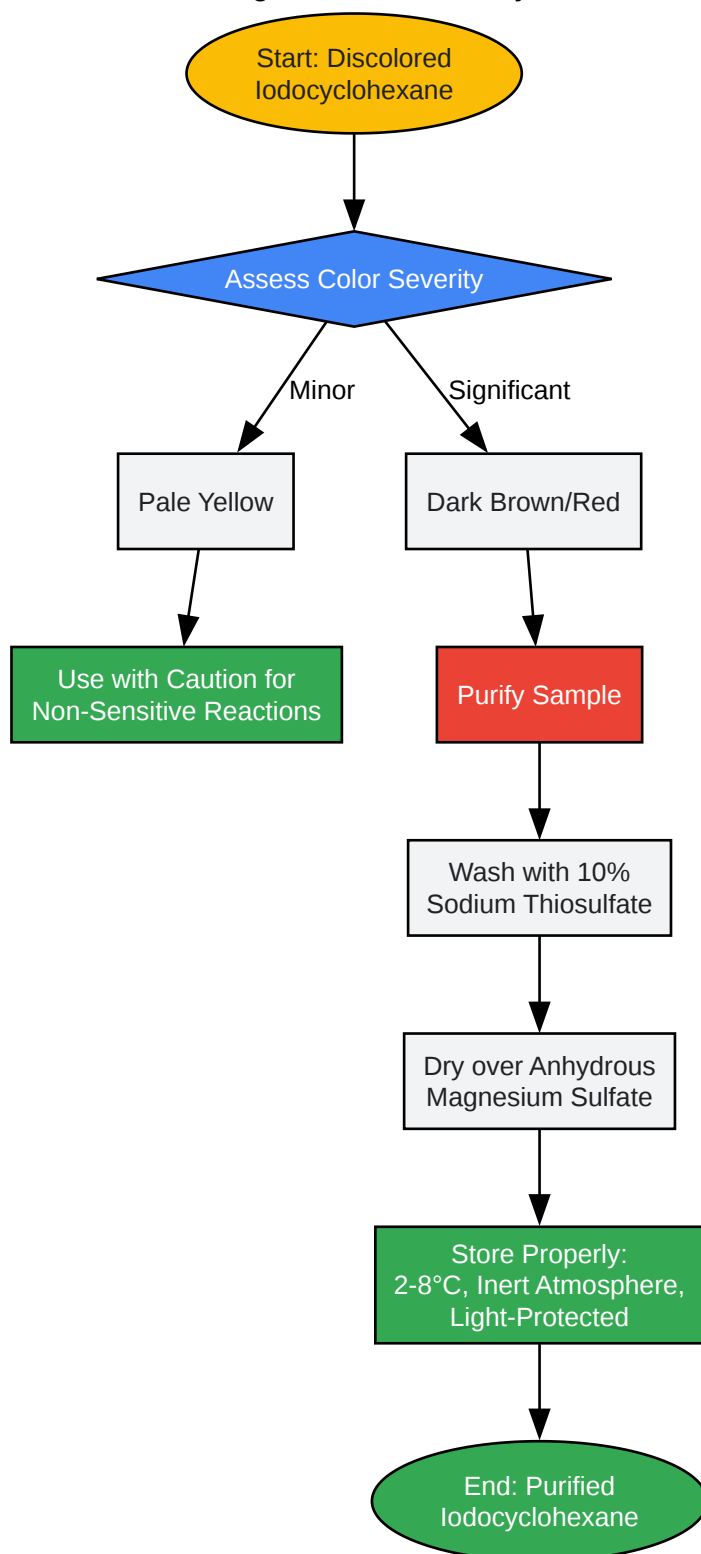 Start: Discolored
Iodocyclohexane
Assess Color Severity
Minor
Significant
Pale Yellow
Dark Brown/Red
Use with Caution for
Non-Sensitive Reactions
Purify Sample
Wash with 10%
Sodium Thiosulfate
Dry over Anhydrous
Magnesium Sulfate
Store Properly:
2-8°C, Inert Atmosphere,
Light-Protected
End: Purified
Iodocyclohexane